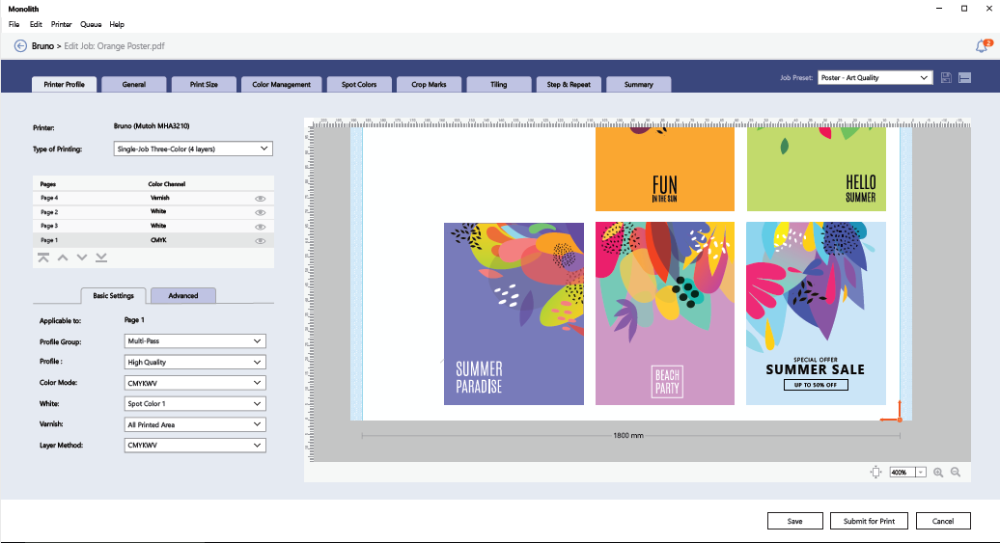 Monolith
File Edit Printer Queue Help
Bruno > Edit Job: Orange Poster.pdf
2
Printer Profile General Print Size Color Management Spot Colors Crop Marks Tiling Step & Repeat Summary
Job Preset: Poster - Art Quality
Printer: Bruno (Mutoh MHA3210)
Type of Printing: Single-Job Three-Color (4 layers)
Pages Color Channel
Page 4 Varnish
Page 2 White
Page 3 White
Page 1 CMYK
Basic Settings Advanced
Applicable to: Page 1
Profile Group: Multi-Pass
Profile : High Quality
Color Mode: CMYKWV
White: Spot Color 1
Varnish: All Printed Area
Layer Method: CMYKWV
FUN
IN THE SUN
HELLO
SUMMER
SUMMER
PARADISE
BEACH
PARTY
SPECIAL OFFER
SUMMER SALE
UP TO 50% OFF
1800 mm
400%
Save Submit for Print Cancel